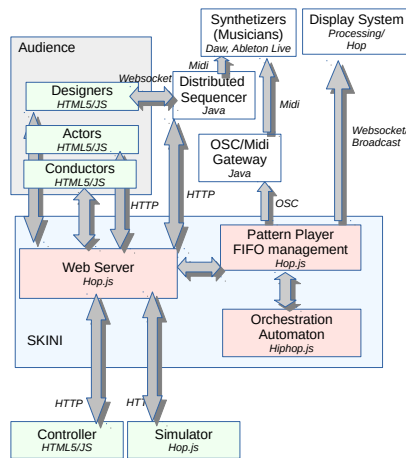 Synthetizers
(Musicians)
Daw, Ableton Live
Display System
Processing/
Hop
Audience
Websocket
Midi
Designers
HTML5/JS
Distributed
Sequencer
Java
Midi
Actors
HTML5/JS
OSC/Midi
Gateway
Java
Websocket/
Broadcast
Conductors
HTML5/JS
HTTP
HTTP
OSC
Pattern Player
FIFO management
Hop.js
Web Server
Hop.js
Orchestration
Automaton
Hiphop.js
SKINI
HTTP
HTTP
Controller
HTML5/JS
Simulator
Hop.js